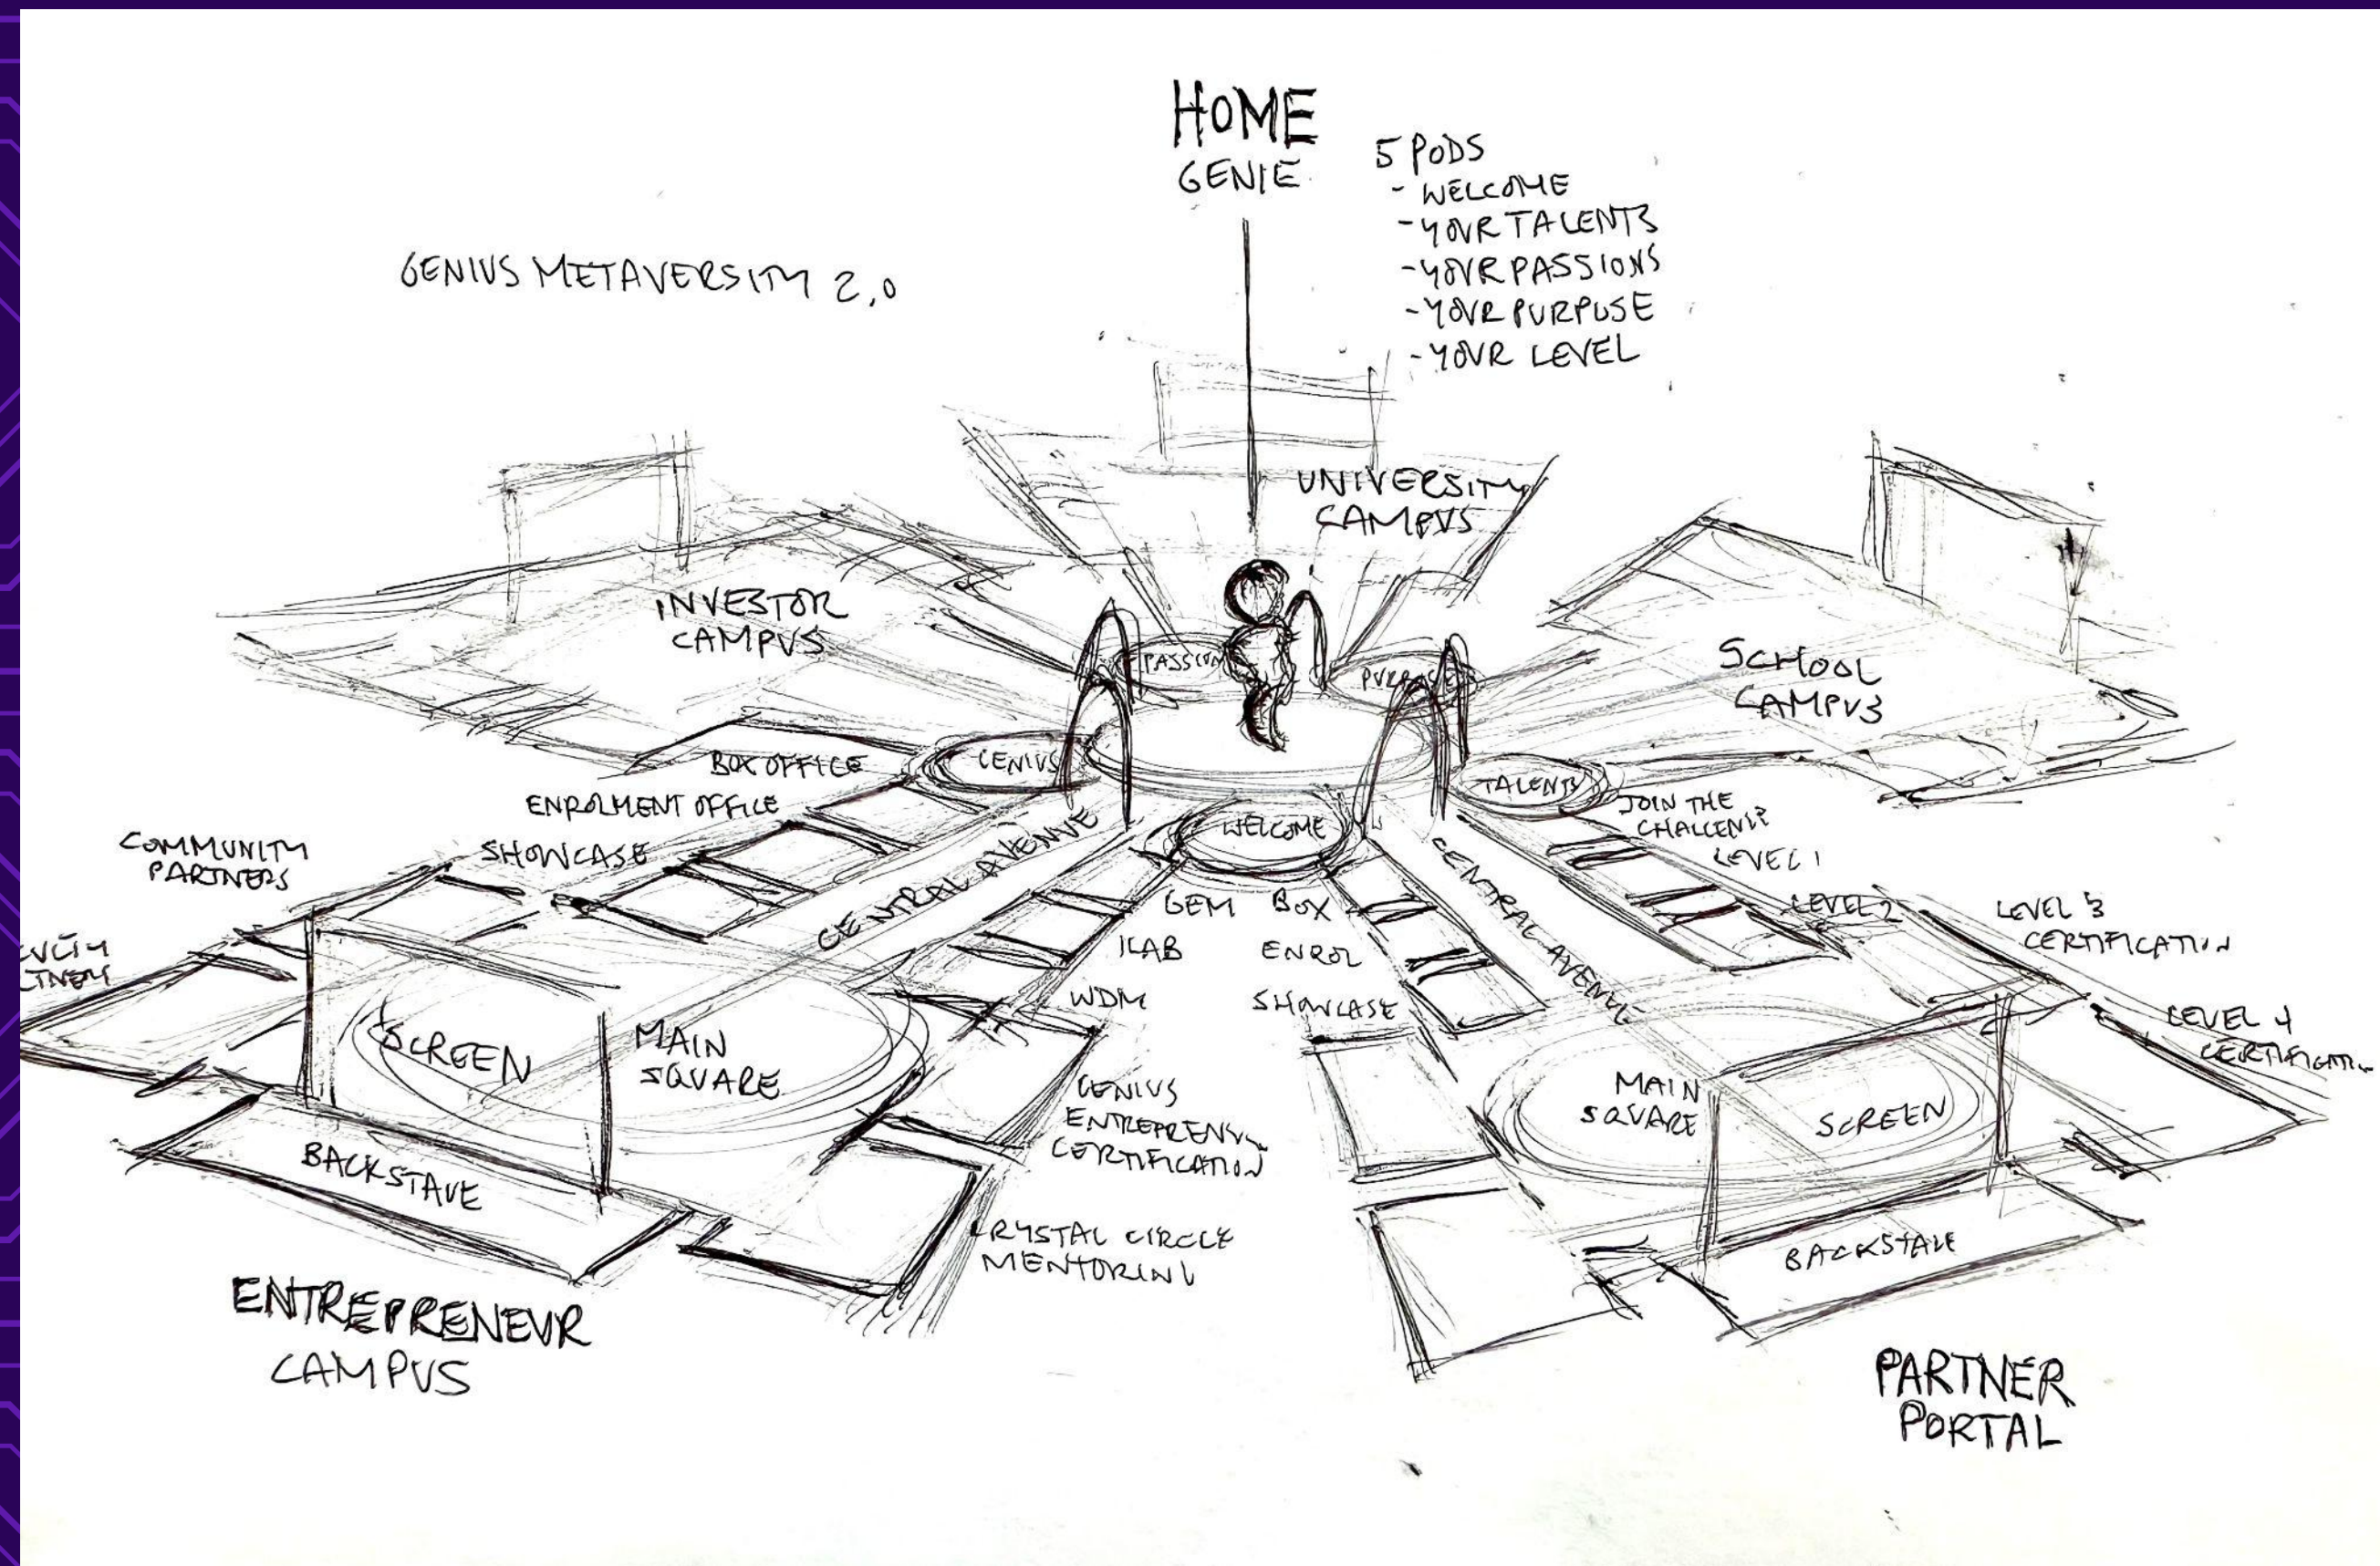 HOME
GENIE
5 PODS
- WELCOME
- YOUR TALENTS
- YOUR PASSIONS
- YOUR PURPOSE
- YOUR LEVEL
GENIUS METAVERSITY 2.0
UNIVERSITY
CAMPUS
INVESTOR
CAMPUS
SCHOOL
CAMPUS
PASSION
PURPOSE
GENIUS
TALENTS
WELCOME
BOX OFFICE
ENROLMENT OFFICE
SHOWCASE
COMMUNITY
PARTNERS
CENTRAL AVENUE
CENTRAL AVENUE
JOIN THE
CHALLENGE
LEVEL 1
LEVEL 2
LEVEL 3
CERTIFICATION
LEVEL 4
GEM
ILAB
WDM
BOX
ENROL
SHOWCASE
SCREEN
MAIN
SQUARE
BACKSTAGE
GENIUS
ENTREPRENEUR
CERTIFICATION
CRYSTAL CIRCLE
MENTORING
MAIN
SQUARE
SCREEN
BACKSTAGE
ENTREPRENEUR
CAMPUS
PARTNER
PORTAL